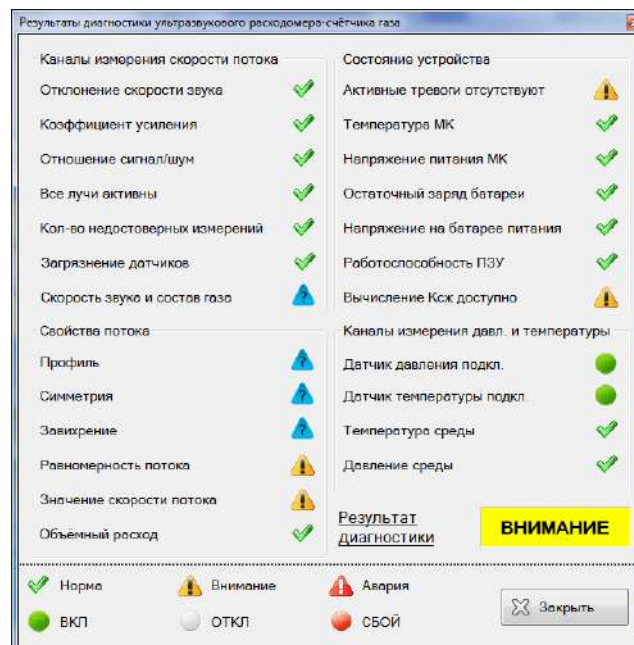 Результаты диагностики ультразвукового расходомера-счётчика газа
Каналы измерения скорости потока
Отклонение скорости звука
Коэффициент усиления
Отношение сигнал/шум
Все лучи активны
Кол-во недостоверных измерений
Загрязнение датчиков
Скорость звука и состав газа
Свойства потока
Профиль
Симметрия
Завихрение
Равномерность потока
Значение скорости потока
Объёмный расход
Состояние устройства
Активные тревоги отсутствуют
Температура МК
Напряжение питания МК
Остаточный заряд батареи
Напряжение на батарее питания
Работоспособность ПЗУ
Вычисление Ксж доступно
Каналы измерения давл. и температуры
Датчик давления подкл.
Датчик температуры подкл.
Температура среды
Давление среды
Результат
диагностики
ВНИМАНИЕ
Норма
Внимание
Авария
ВКЛ
ОТКЛ
СБОЙ
Закрыть